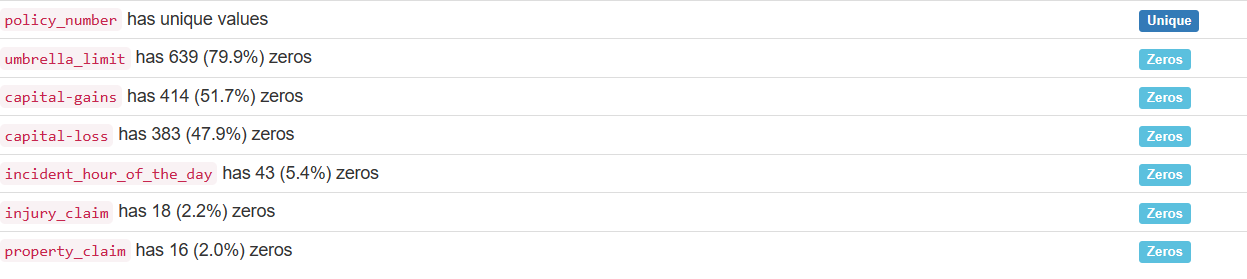 policy_number has unique values Unique
umbrella_limit has 639 (79.9%) zeros Zeros
capital-gains has 414 (51.7%) zeros Zeros
capital-loss has 383 (47.9%) zeros Zeros
incident_hour_of_the_day has 43 (5.4%) zeros Zeros
injury_claim has 18 (2.2%) zeros Zeros
property_claim has 16 (2.0%) zeros Zeros